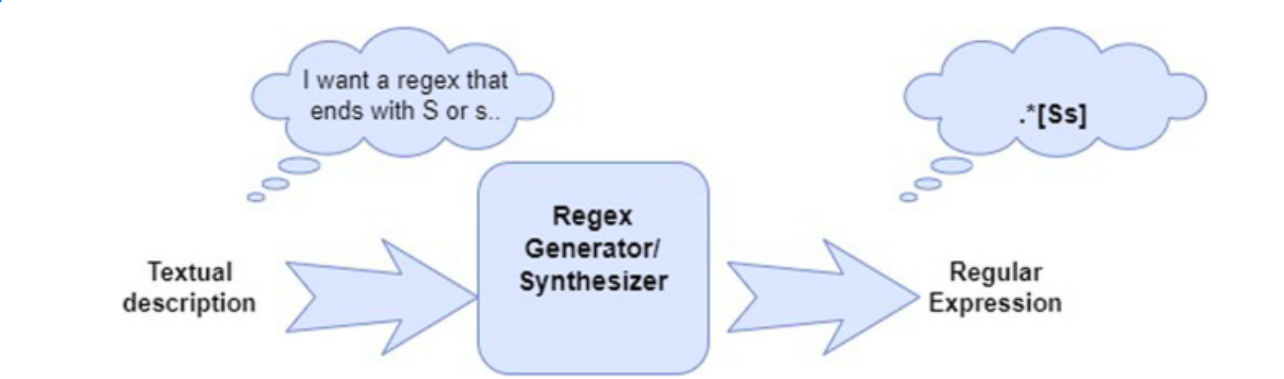 I want a regex that
ends with S or s..
.*[Ss]
Regex
Generator/
Synthesizer
Textual
description
Regular
Expression